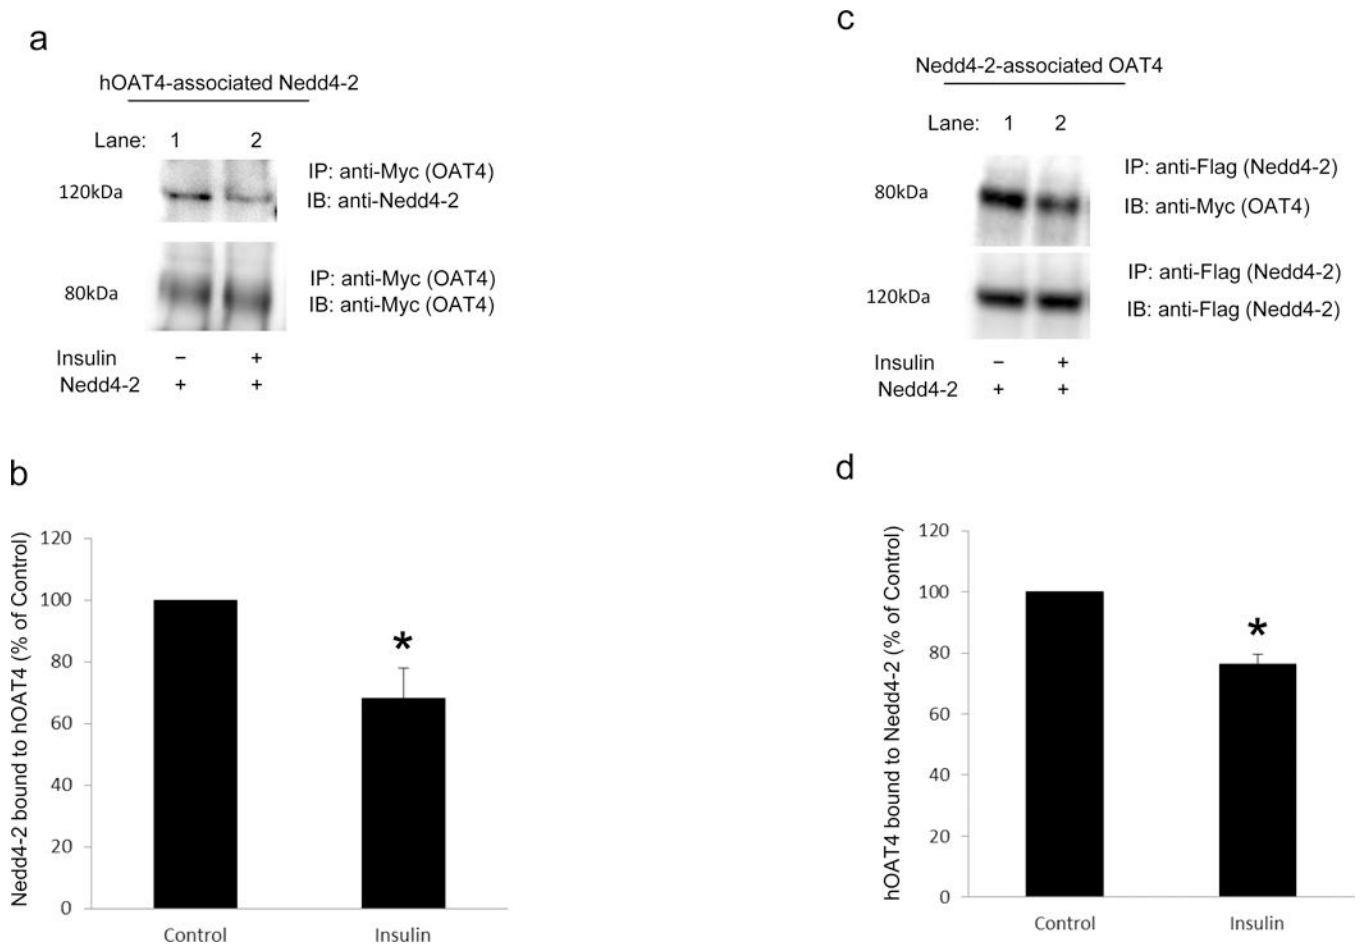 a
hOAT4-associated Nedd4-2
Lane: 1 2
120kDa
IP: anti-Myc (OAT4)
IB: anti-Nedd4-2
80kDa
IP: anti-Myc (OAT4)
IB: anti-Myc (OAT4)
Insulin − +
Nedd4-2 + +
b
Nedd4-2 bound to hOAT4 (% of Control)
120
100
80
60
40
20
0
*
Control Insulin
c
Nedd4-2-associated OAT4
Lane: 1 2
80kDa
IP: anti-Flag (Nedd4-2)
IB: anti-Myc (OAT4)
120kDa
IP: anti-Flag (Nedd4-2)
IB: anti-Flag (Nedd4-2)
Insulin − +
Nedd4-2 + +
d
hOAT4 bound to Nedd4-2 (% of Control)
120
100
80
60
40
20
0
*
Control Insulin